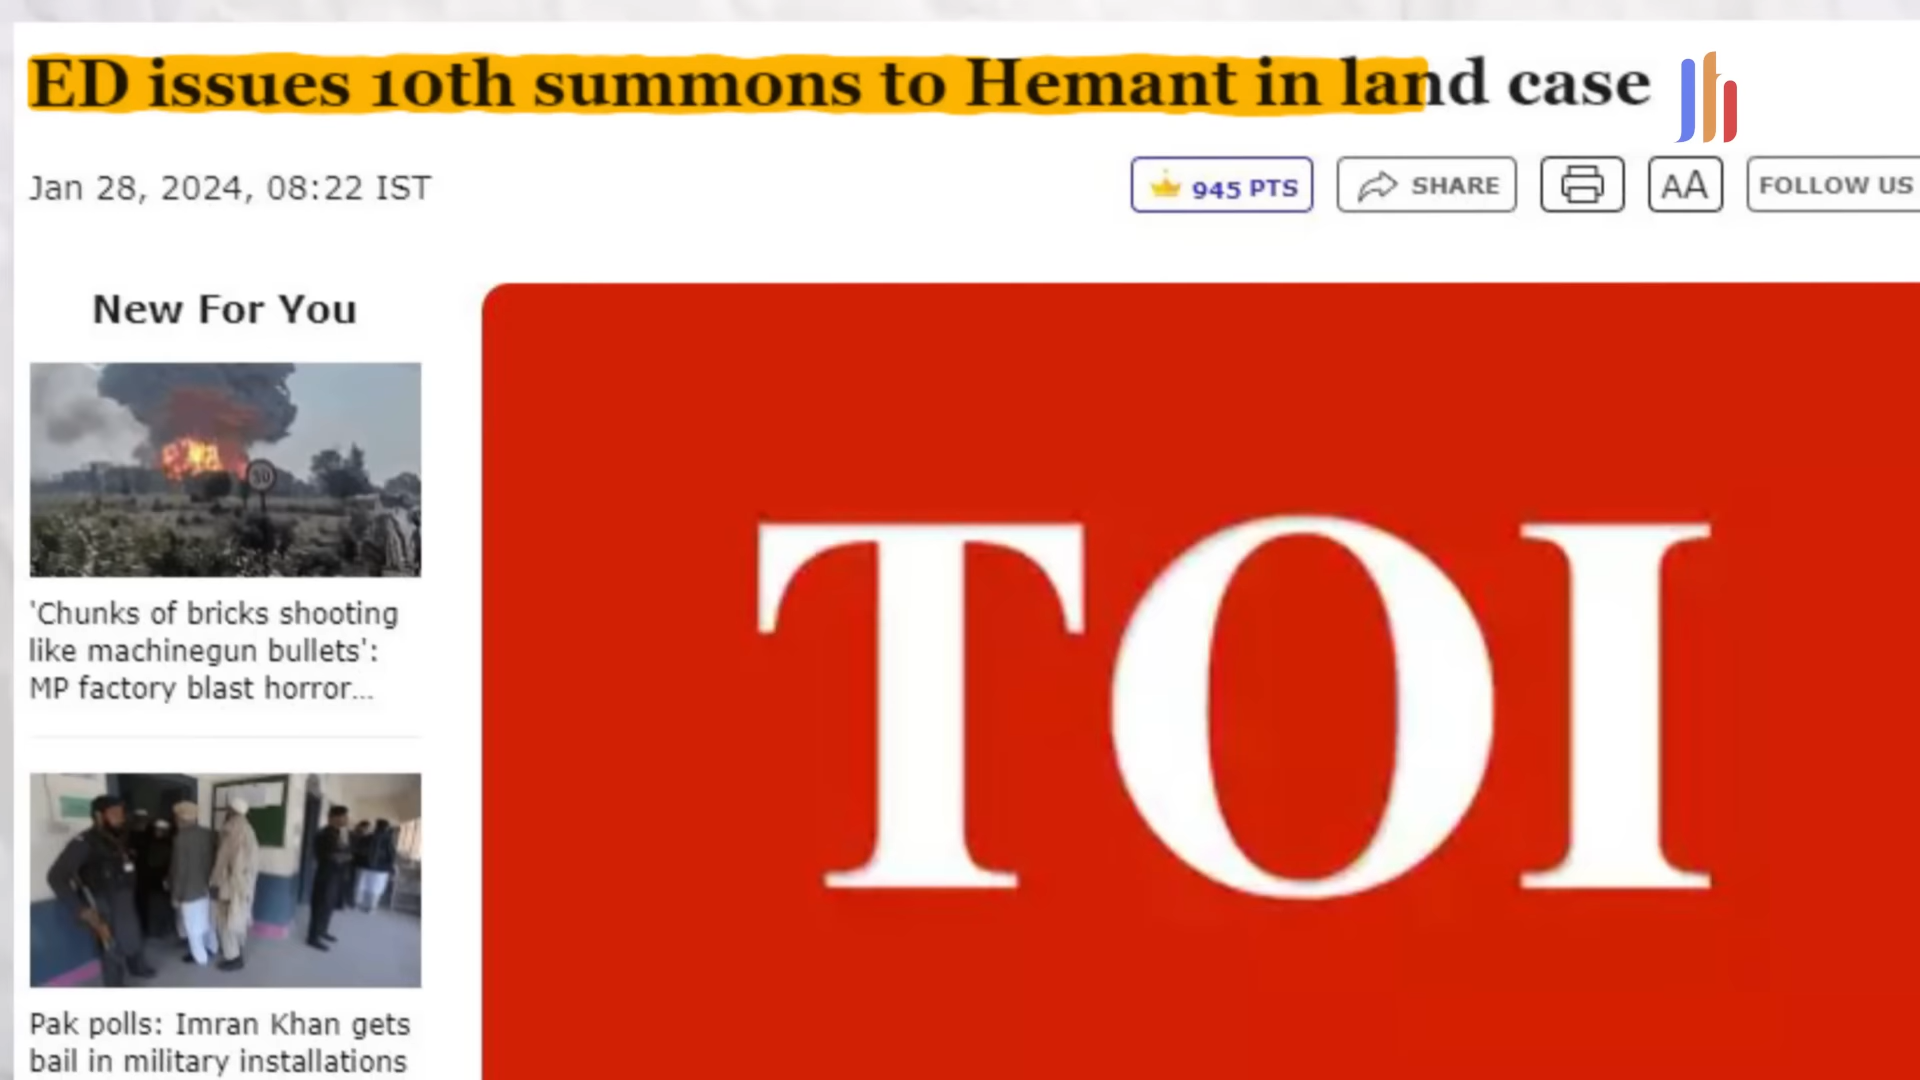 ED issues 10th summons to Hemant in land case
Jan 28, 2024, 08:22 IST
945 PTS
SHARE
AA
FOLLOW US
New For You
50
'Chunks of bricks shooting
like machinegun bullets':
MP factory blast horror...
TOI
Pak polls: Imran Khan gets
bail in military installations